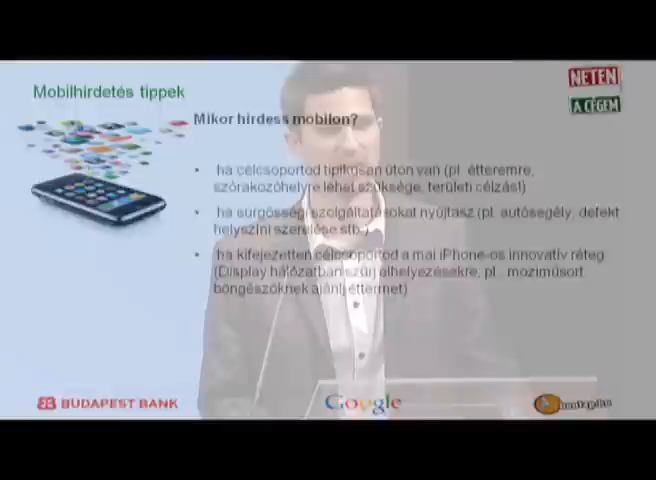 Mobilhirdetés tippek
NETEN
A CÉGEM
Mikor hirdess mobilon?
• ha célcsoportod tipikusan úton van (pl. étteremre,
szórakozóhelyre lehet szüksége, területi célzás!)
• ha sürgősségi szolgáltatásokat nyújtasz (pl. autósegély, defekt
helyszíni szerelése stb.)
• ha kifejezetten célcsoportod a mai iPhone-os innovatív réteg
(Display hálózatban szűrj elhelyezésekre, pl. moziműsort
böngészőknek ajánlj éttermet)
BUDAPEST BANK
Google